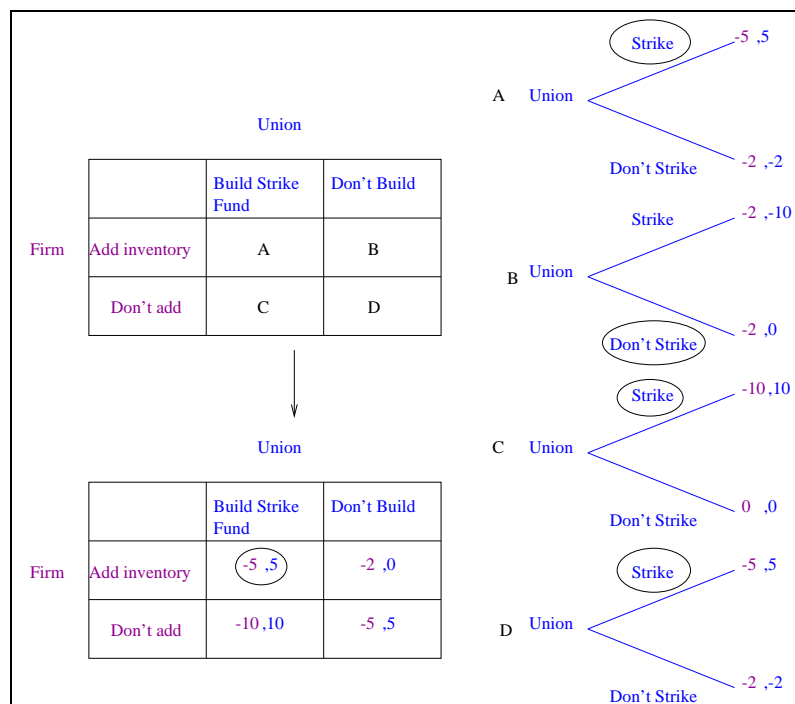 Union
Build Strike Fund
Don't Build
Firm
Add inventory
A
B
Don't add
C
D
Union
Build Strike Fund
Don't Build
Firm
Add inventory
-5 ,5
-2 ,0
Don't add
-10 ,10
-5 ,5
A Union
Strike
-5 ,5
Don't Strike
-2 ,-2
B Union
Strike
-2 ,-10
Don't Strike
-2 ,0
C Union
Strike
-10 ,10
Don't Strike
0 ,0
D Union
Strike
-5 ,5
Don't Strike
-2 ,-2